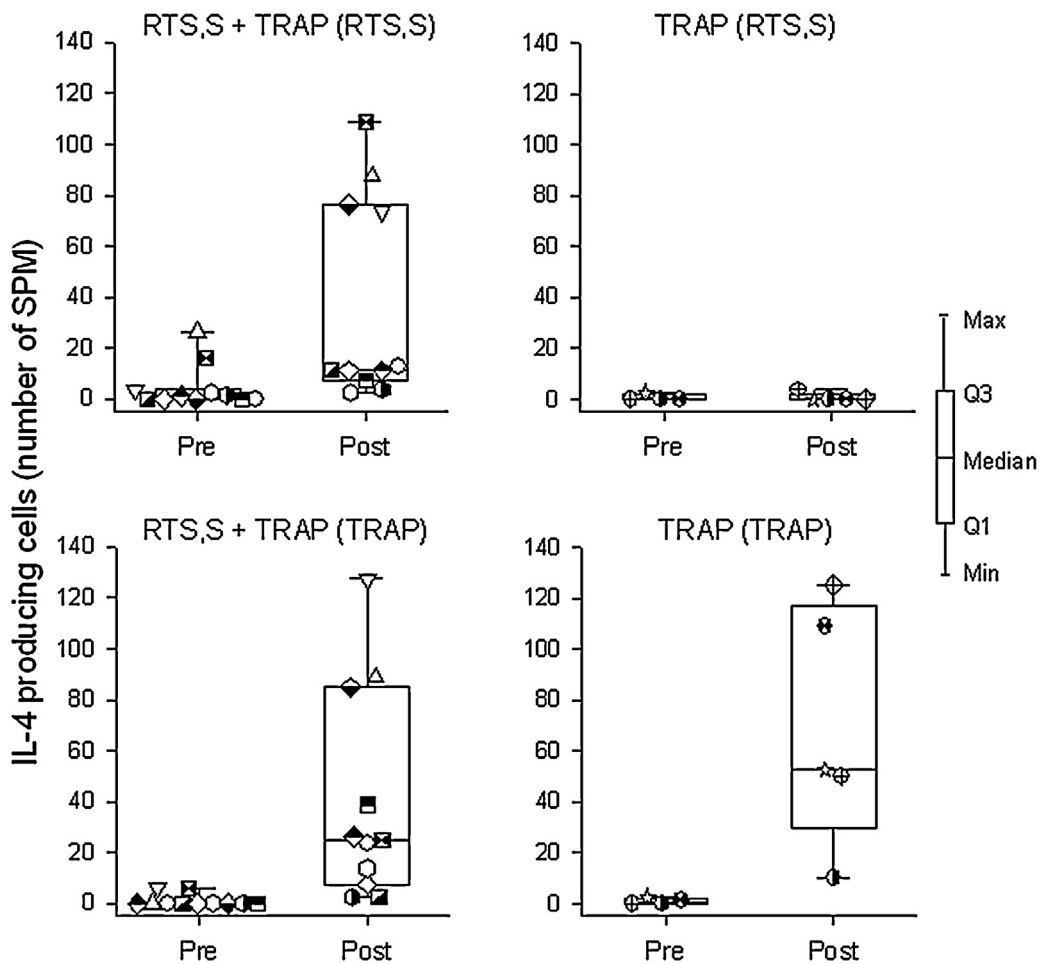 RTS,S + TRAP (RTS,S)
140
120
100
80
60
40
20
0
Pre
Post
TRAP (RTS,S)
140
120
100
80
60
40
20
0
Pre
Post
IL-4 producing cells (number of SPM)
Max
Q3
Median
Q1
Min
RTS,S + TRAP (TRAP)
140
120
100
80
60
40
20
0
Pre
Post
TRAP (TRAP)
140
120
100
80
60
40
20
0
Pre
Post